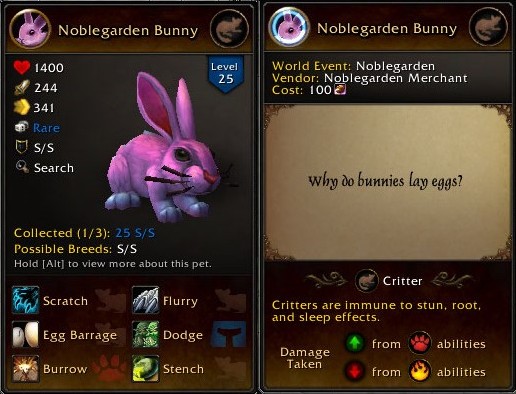 Noblegarden Bunny
1400
Level
25
244
341
Rare
S/S
Search
Collected (1/3): 25 S/S
Possible Breeds: S/S
Hold [Alt] to view more about this pet.
Scratch
Flurry
Egg Barrage
Dodge
Burrow
Stench
Noblegarden Bunny
World Event: Noblegarden
Vendor: Noblegarden Merchant
Cost: 100
Why do bunnies lay eggs?
Critter
Critters are immune to stun, root,
and sleep effects.
Damage
Taken
from abilities
from abilities